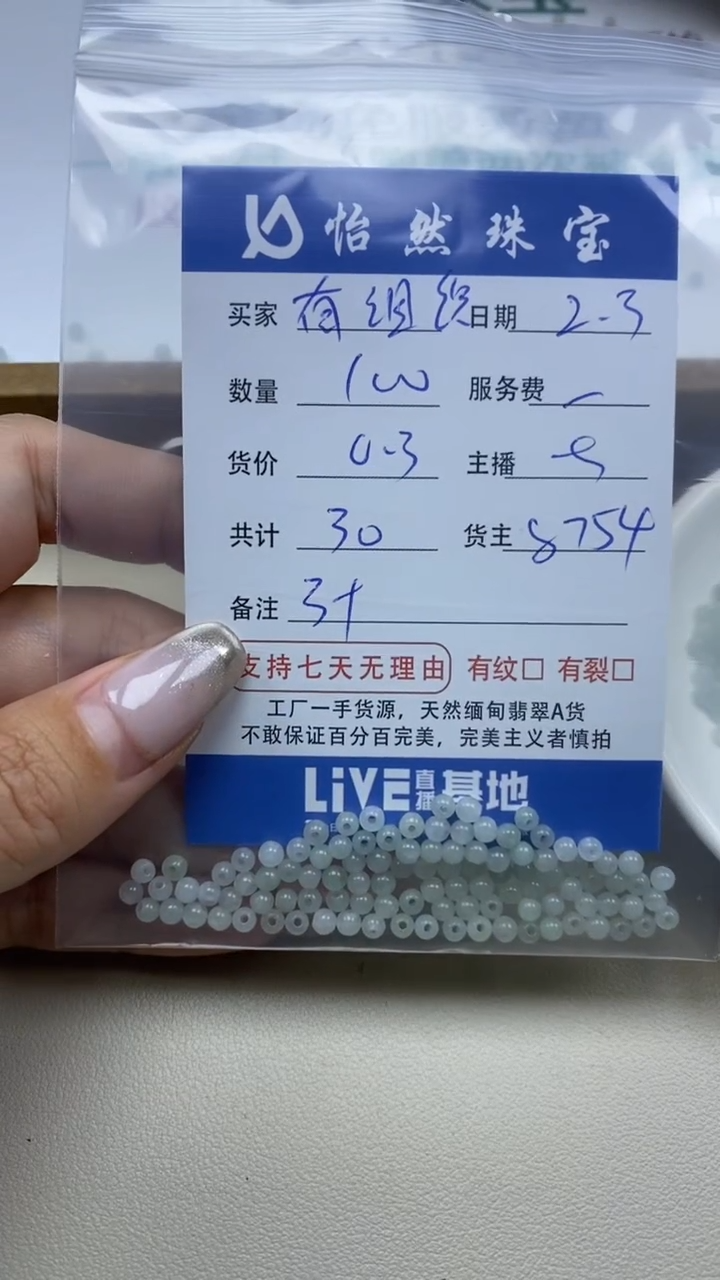 怡然珠宝
买家 有组织 日期 2-3
数量 100 服务费 一
货价 0.3 主播
共计 30 货主 8754
备注
支持七天无理由 有纹□ 有裂□
工厂一手货源，天然缅甸翡翠A货
不敢保证百分百完美，完美主义者慎拍
LiVE直播基地